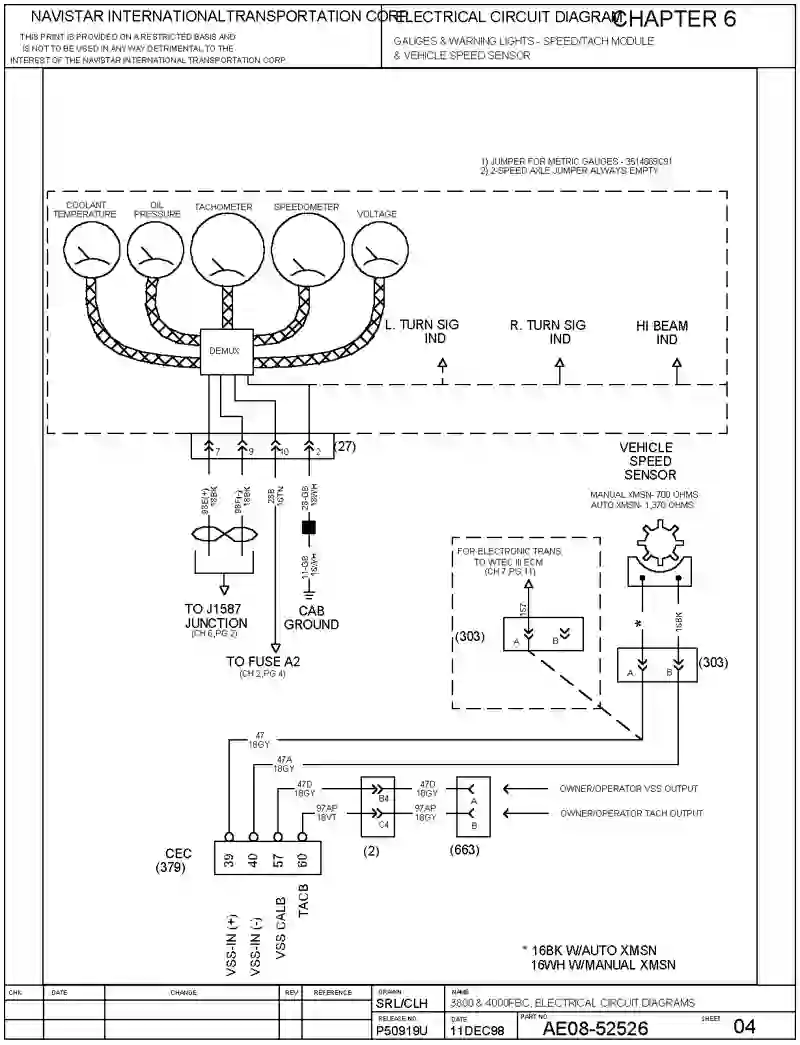 NAVISTAR INTERNATIONAL TRANSPORTATION CORP.
THIS PRINT IS PROVIDED ON A RESTRICTED BASIS AND
IS NOT TO BE USED IN ANY WAY DETRIMENTAL TO THE
INTEREST OF THE NAVISTAR INTERNATIONAL TRANSPORTATION CORP
ELECTRICAL CIRCUIT DIAGRAM
CHAPTER 6
GAUGES & WARNING LIGHTS - SPEED/TACH MODULE
& VEHICLE SPEED SENSOR
1) JUMPER FOR METRIC GAUGES - 3514869C91
2) 2-SPEED AXLE JUMPER ALWAYS EMPTY
COOLANT
TEMPERATURE
OIL
PRESSURE
TACHOMETER
SPEEDOMETER
VOLTAGE
DEMUX
L. TURN SIG
IND
R. TURN SIG
IND
HI BEAM
IND
7
9
10
2
(27)
98E(+)
18BK
98F(-)
18BK
28B
16TN
28-GB
18WH
11-GB
16WH
TO J1587
JUNCTION
(CH 6,PG 2)
CAB
GROUND
TO FUSE A2
(CH 2,PG 4)
VEHICLE
SPEED
SENSOR
MANUAL XMSN- 700 OHMS
AUTO XMSN- 1,370 OHMS
FOR ELECTRONIC TRANS,
TO WTEC III ECM
(CH 7,PG 11)
157
(303)
A
B
*
16BK
A
B
(303)
47
18GY
47A
18GY
47D
18GY
97AP
18VT
B4
C4
(2)
47D
18GY
97AP
18GY
A
B
(663)
OWNER/OPERATOR VSS OUTPUT
OWNER/OPERATOR TACH OUTPUT
CEC
(379)
39
40
57
60
VSS-IN (+)
VSS-IN (-)
VSS CALB
TACB
* 16BK W/AUTO XMSN
16WH W/MANUAL XMSN
CHK
DATE
CHANGE
REV
REFERENCE
DRAWN
SRL/CLH
NAME
3800 & 4000FBC, ELECTRICAL CIRCUIT DIAGRAMS
RELEASE NO.
P50919U
DATE
11DEC98
PART NO.
AE08-52526
SHEET
04